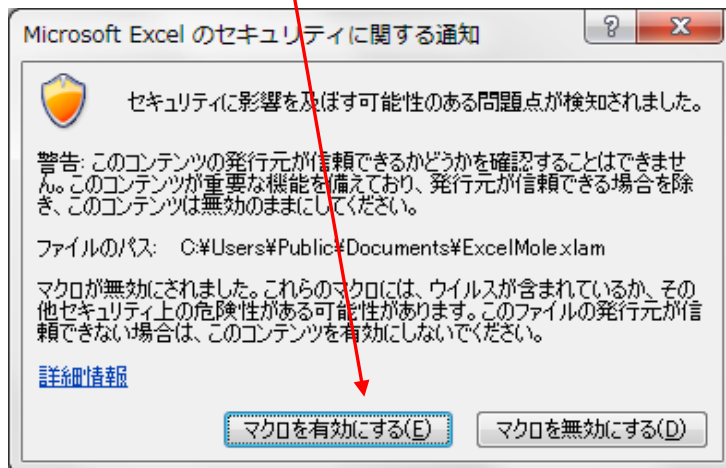 Microsoft Excel のセキュリティに関する通知
セキュリティに影響を及ぼす可能性のある問題点が検知されました。
警告: このコンテンツの発行元が信頼できるかどうかを確認することはできませ
ん。このコンテンツが重要な機能を備えており、発行元が信頼できる場合を除
き、このコンテンツは無効のままにしてください。
ファイルのパス: C:¥Users¥Public¥Documents¥ExcelMole.xlam
マクロが無効にされました。これらのマクロには、ウイルスが含まれているか、その
他セキュリティ上の危険性がある可能性があります。このファイルの発行元が信
頼できない場合は、このコンテンツを有効にしないでください。
詳細情報
マクロを有効にする(E) マクロを無効にする(D)